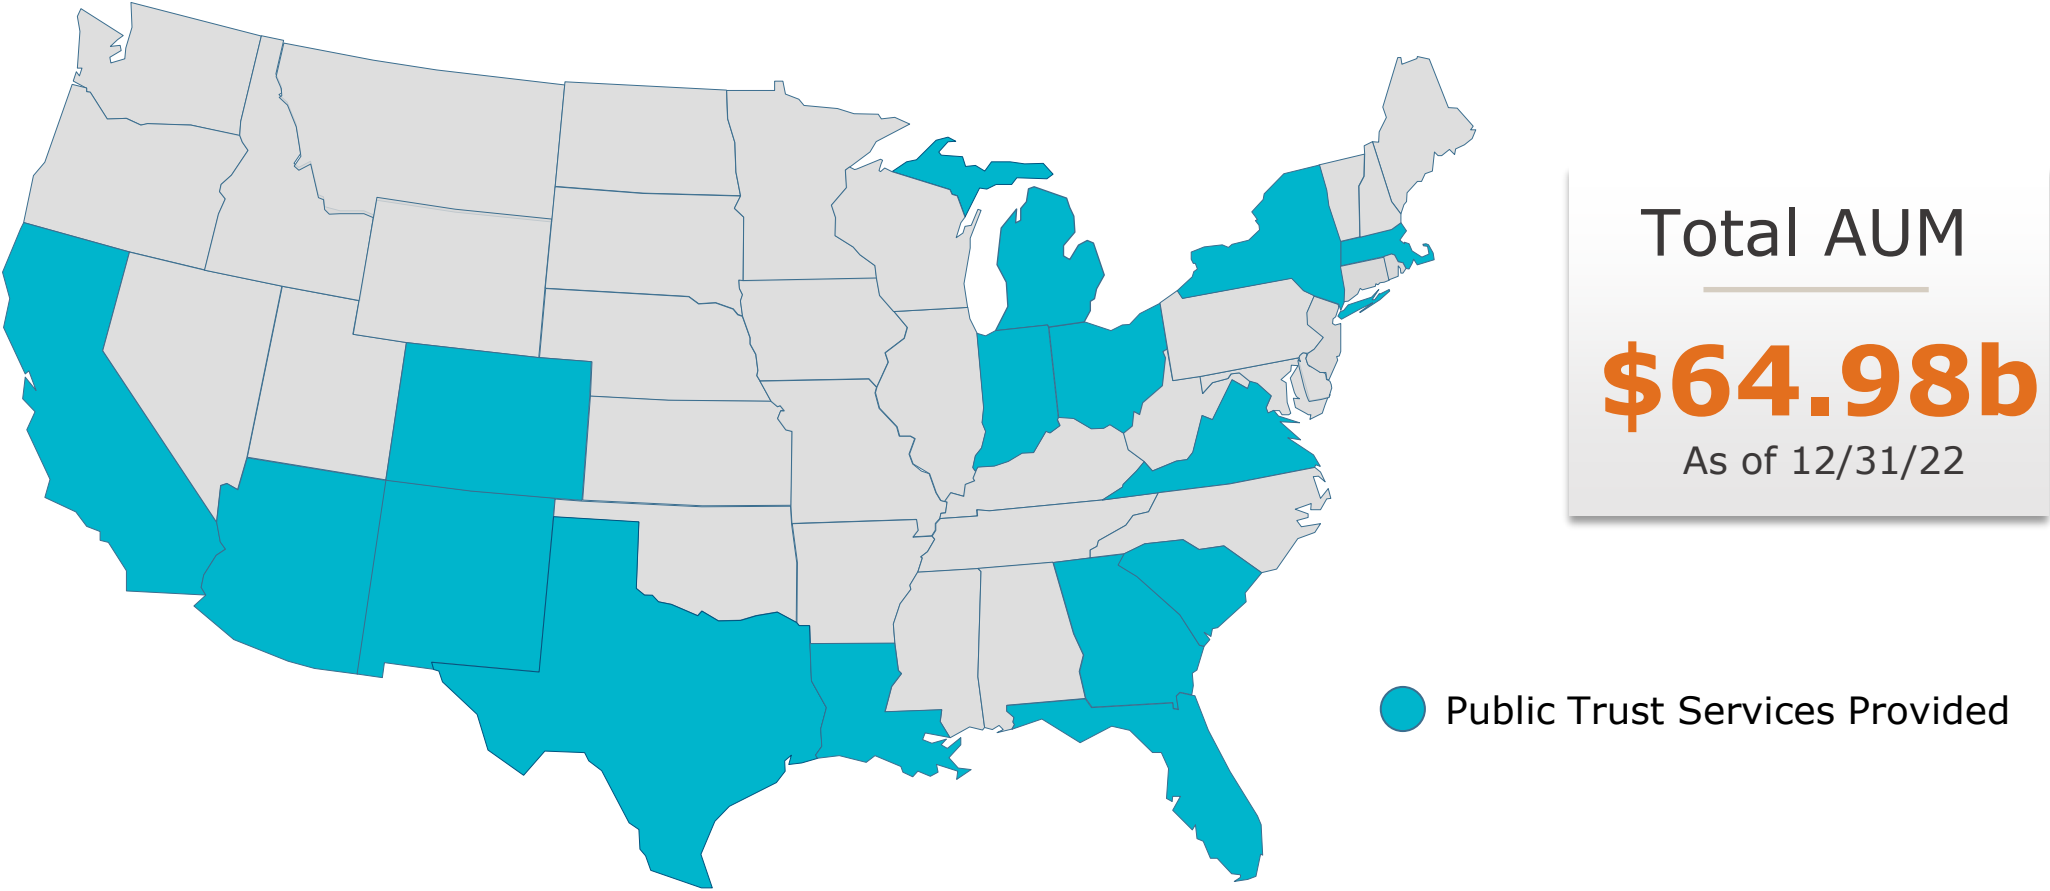 Total AUM
$64.98b
As of 12/31/22
Public Trust Services Provided